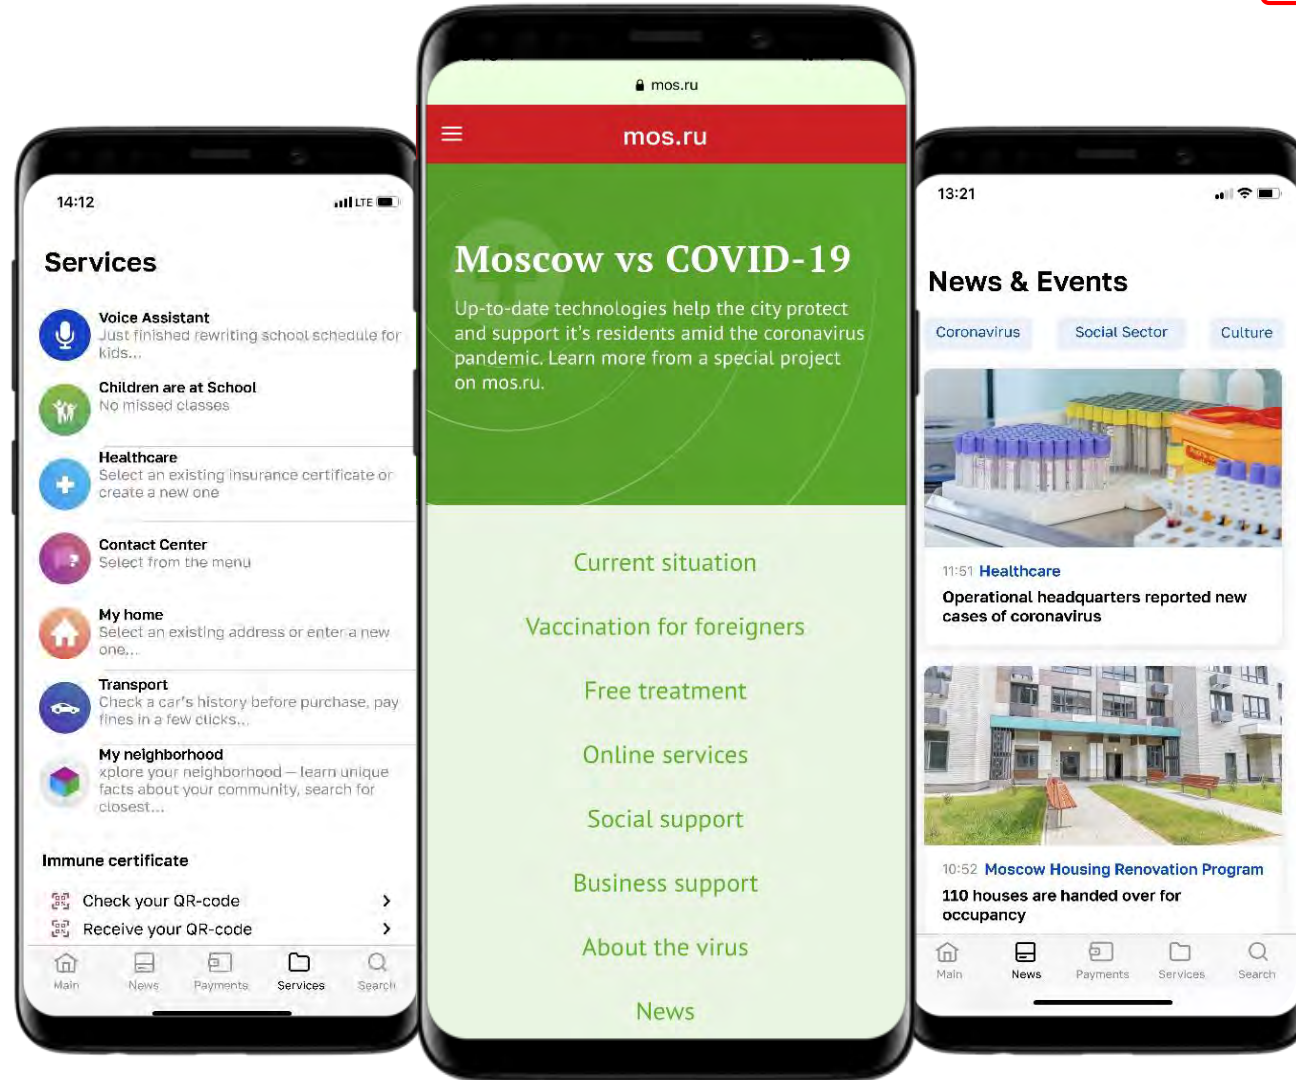 14:12
LTE
Services
Voice Assistant
Just finished rewriting school schedule for
kids...
Children are at School
No missed classes
Healthcare
Select an existing insurance certificate or
create a new one
Contact Center
Select from the menu
My home
Select an existing address or enter a new
one...
Transport
Check a car's history before purchase, pay
fines in a few clicks...
My neighborhood
xplore your neighborhood – learn unique
facts about your community, search for
closest...
Immune certificate
Check your QR-code
Receive your QR-code
Main
News
Payments
Services
Search
mos.ru
mos.ru
Moscow vs COVID-19
Up-to-date technologies help the city protect
and support it's residents amid the coronavirus
pandemic. Learn more from a special project
on mos.ru.
Current situation
Vaccination for foreigners
Free treatment
Online services
Social support
Business support
About the virus
News
13:21
News & Events
Coronavirus
Social Sector
Culture
11:51 Healthcare
Operational headquarters reported new
cases of coronavirus
10:52 Moscow Housing Renovation Program
110 houses are handed over for
occupancy
Main
News
Payments
Services
Search